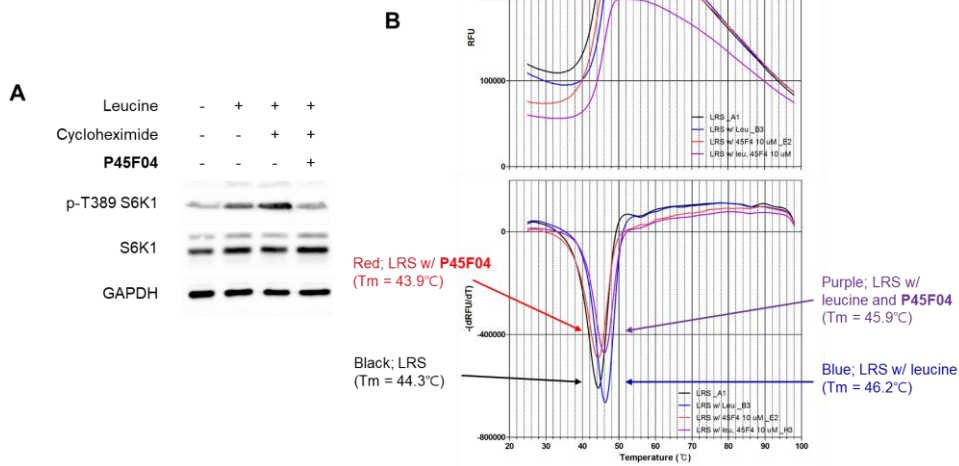 A
Leucine - + + +
Cycloheximide - - + +
P45F04 - - - +
p-T389 S6K1
S6K1
GAPDH
B
RFU
100000
0
LRS _A1
LRS w/ Leu _B3
LRS w/ 45F4 10 uM _E2
LRS w/ leu, 45F4 10 uM
-(dRFU/dT)
0
-400000
-800000
20 30 40 50 60 70 80 90 100
Temperature (℃)
LRS _A1
LRS w/ Leu _B3
LRS w/ 45F4 10 uM _E2
LRS w/ leu, 45F4 10 uM _H3
Red; LRS w/ P45F04
(Tm = 43.9℃)
Black; LRS
(Tm = 44.3℃)
Purple; LRS w/
leucine and P45F04
(Tm = 45.9℃)
Blue; LRS w/ leucine
(Tm = 46.2℃)